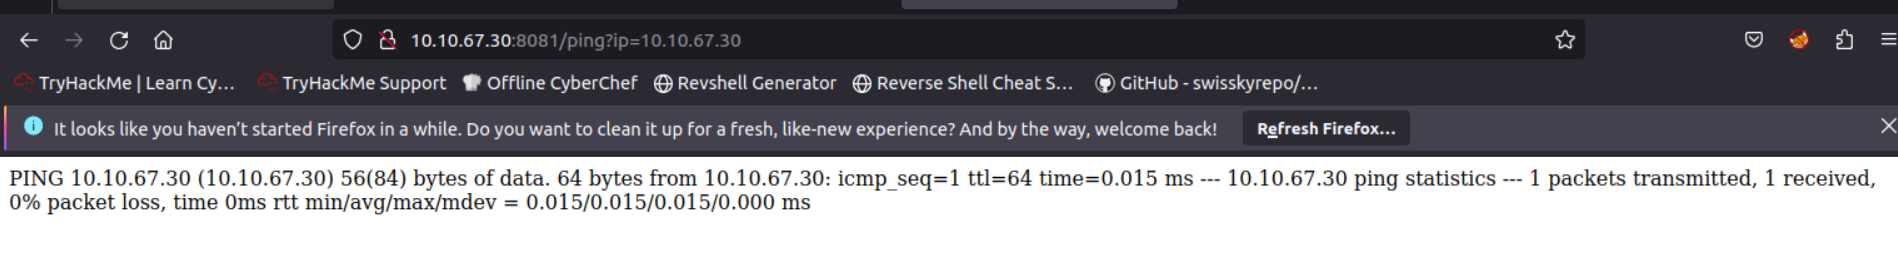 10.10.67.30:8081/ping?ip=10.10.67.30
TryHackMe | Learn Cy... TryHackMe Support Offline CyberChef Revshell Generator Reverse Shell Cheat S... GitHub - swisskyrepo/...
It looks like you haven't started Firefox in a while. Do you want to clean it up for a fresh, like-new experience? And by the way, welcome back! Refresh Firefox...
PING 10.10.67.30 (10.10.67.30) 56(84) bytes of data. 64 bytes from 10.10.67.30: icmp_seq=1 ttl=64 time=0.015 ms --- 10.10.67.30 ping statistics --- 1 packets transmitted, 1 received,
0% packet loss, time 0ms rtt min/avg/max/mdev = 0.015/0.015/0.015/0.000 ms